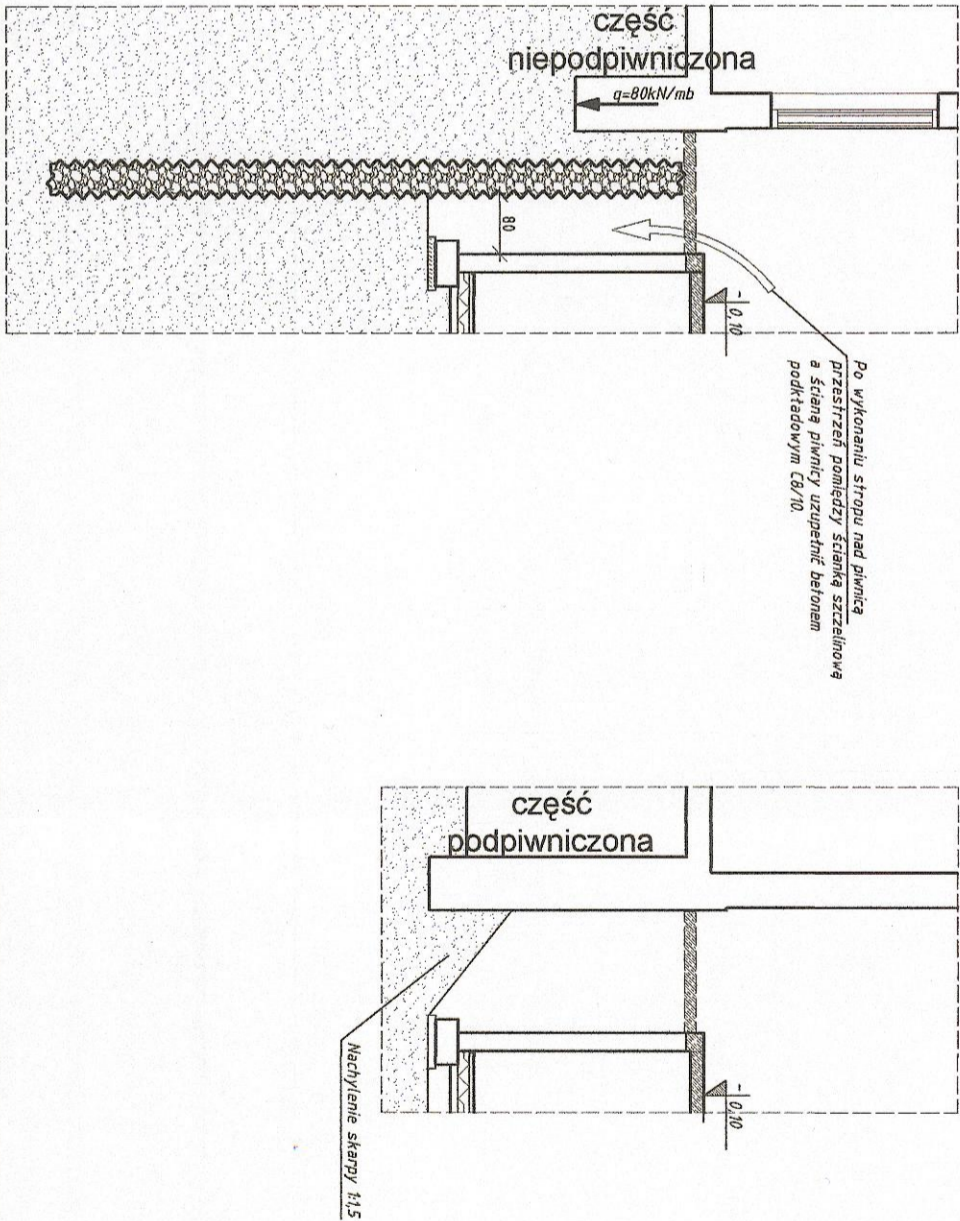 część
niepodpiwniczona
q=80kN/mb
80
- 0,10
Po wykonaniu stropu nad piwnicą
przestrzeń pomiędzy ścianką szczelinową
a ścianą piwnicy uzupełnić betonem
podkładowym C8/10.
część
podpiwniczona
- 0,10
Nachylenie skarpy 1:1,5